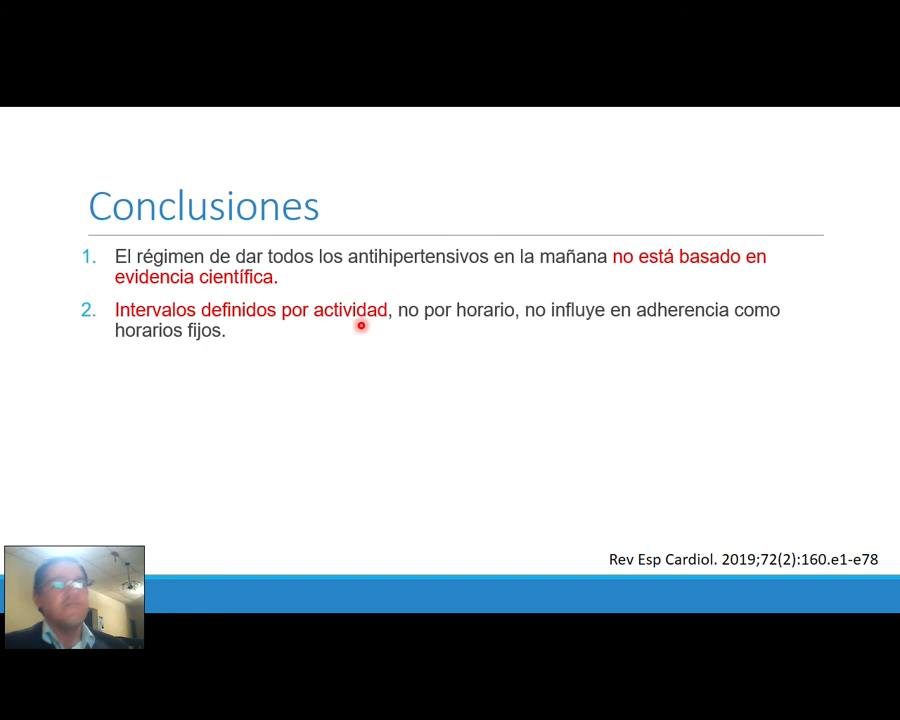 Conclusiones
1. El régimen de dar todos los antihipertensivos en la mañana no está basado en
evidencia científica.
2. Intervalos definidos por actividad, no por horario, no influye en adherencia como
horarios fijos.
Rev Esp Cardiol. 2019;72(2):160.e1-e78